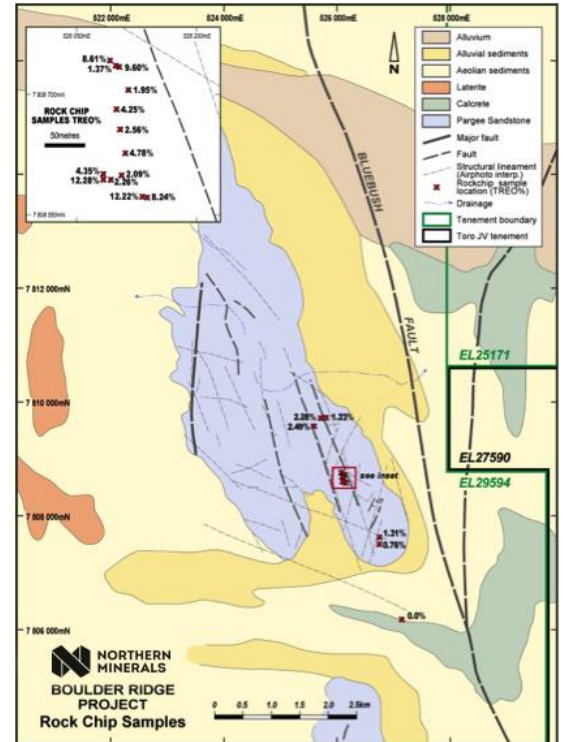 522 000mE
524 000mE
526 000mE
528 000mE
526 050mE
526 200mE
8.61%
1.37%
9.60%
7 808 700mN
1.95%
ROCK CHIP
SAMPLES TREO%
4.25%
50metres
2.56%
4.78%
4.35%
2.09%
12.28%
2.26%
12.22%
8.24%
7 808 550mN
N
Alluvium
Alluvial sediments
Aeolian sediments
Laterite
Calcrete
Pargee Sandstone
Major fault
Fault
Structural lineament
(Airphoto interp.)
Rockchip sample
location (TREO%)
Drainage
Tenement boundary
Toro JV tenement
BLUEBUSH
FAULT
7 812 000mN
EL25171
7 810 000mN
2.28%
1.23%
2.49%
EL27590
see inset
EL29594
7 808 000mN
1.31%
0.76%
0.0%
7 806 000mN
NORTHERN
MINERALS
BOULDER RIDGE
PROJECT
Rock Chip Samples
0 .5 1.0 1.5 2.0 2.5km